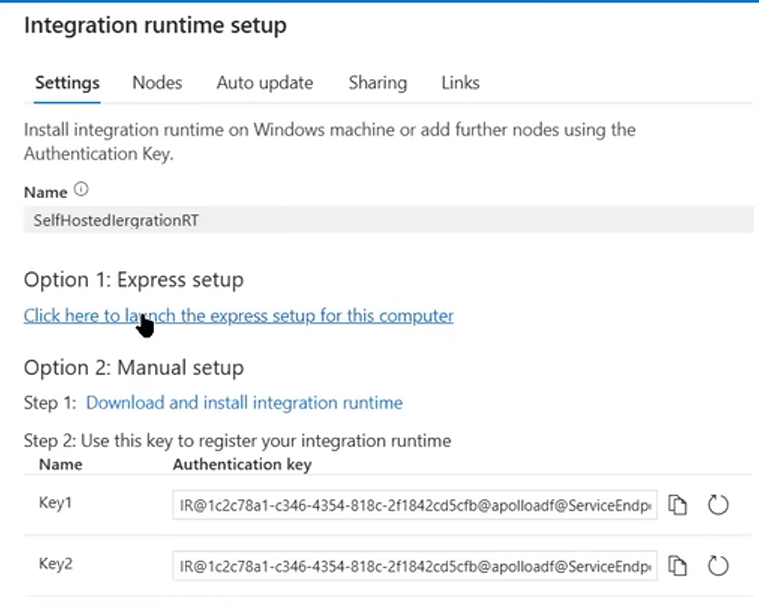 Integration runtime setup
Settings Nodes Auto update Sharing Links
Install integration runtime on Windows machine or add further nodes using the
Authentication Key.
Name
SelfHostedIergrationRT
Option 1: Express setup
Click here to launch the express setup for this computer
Option 2: Manual setup
Step 1: Download and install integration runtime
Step 2: Use this key to register your integration runtime
Name Authentication key
Key1 IR@1c2c78a1-c346-4354-818c-2f1842cd5cfb@apolloadf@ServiceEndp
Key2 IR@1c2c78a1-c346-4354-818c-2f1842cd5cfb@apolloadf@ServiceEndp